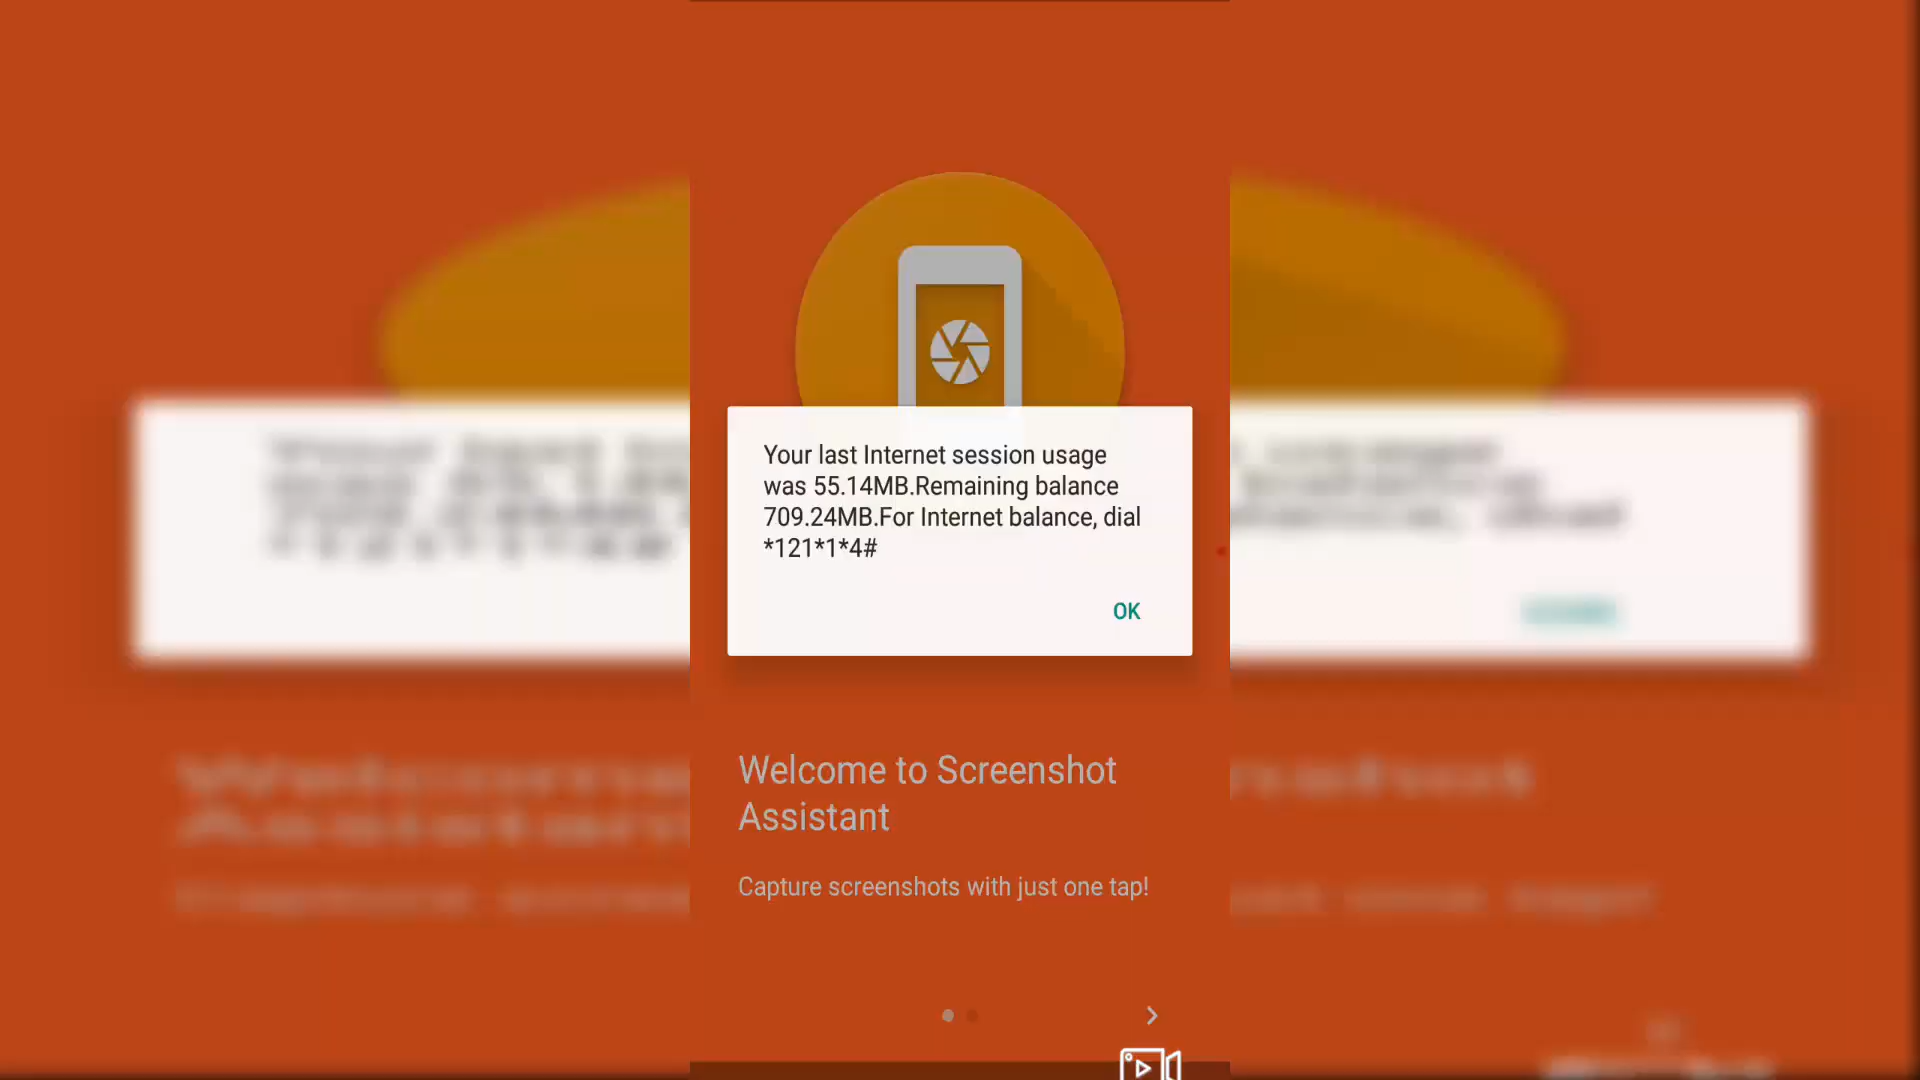 Your last Internet session usage
was 55.14MB.Remaining balance
709.24MB.For Internet balance, dial
*121*1*4#
OK
Welcome to Screenshot
Assistant
Capture screenshots with just one tap!